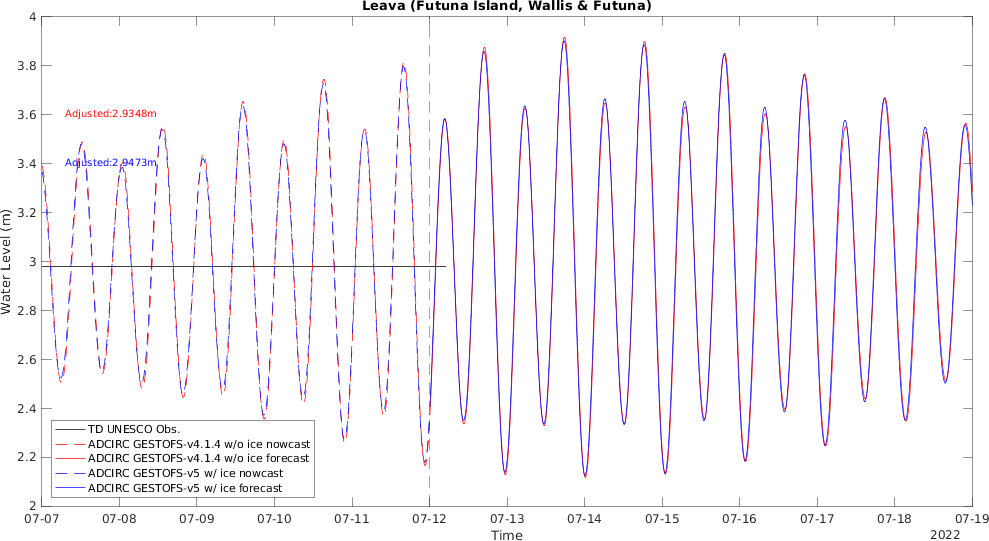 Leava (Futuna Island, Wallis & Futuna)
4
3.8
3.6
3.4
3.2
3
2.8
2.6
2.4
2.2
2
Water Level (m)
Adjusted:2.9348m
Adjusted:2.9473m
TD UNESCO Obs.
ADCIRC GESTOFS-v4.1.4 w/o ice nowcast
ADCIRC GESTOFS-v4.1.4 w/o ice forecast
ADCIRC GESTOFS-v5 w/ ice nowcast
ADCIRC GESTOFS-v5 w/ ice forecast
07-07 07-08 07-09 07-10 07-11 07-12 07-13 07-14 07-15 07-16 07-17 07-18 07-19
Time
2022